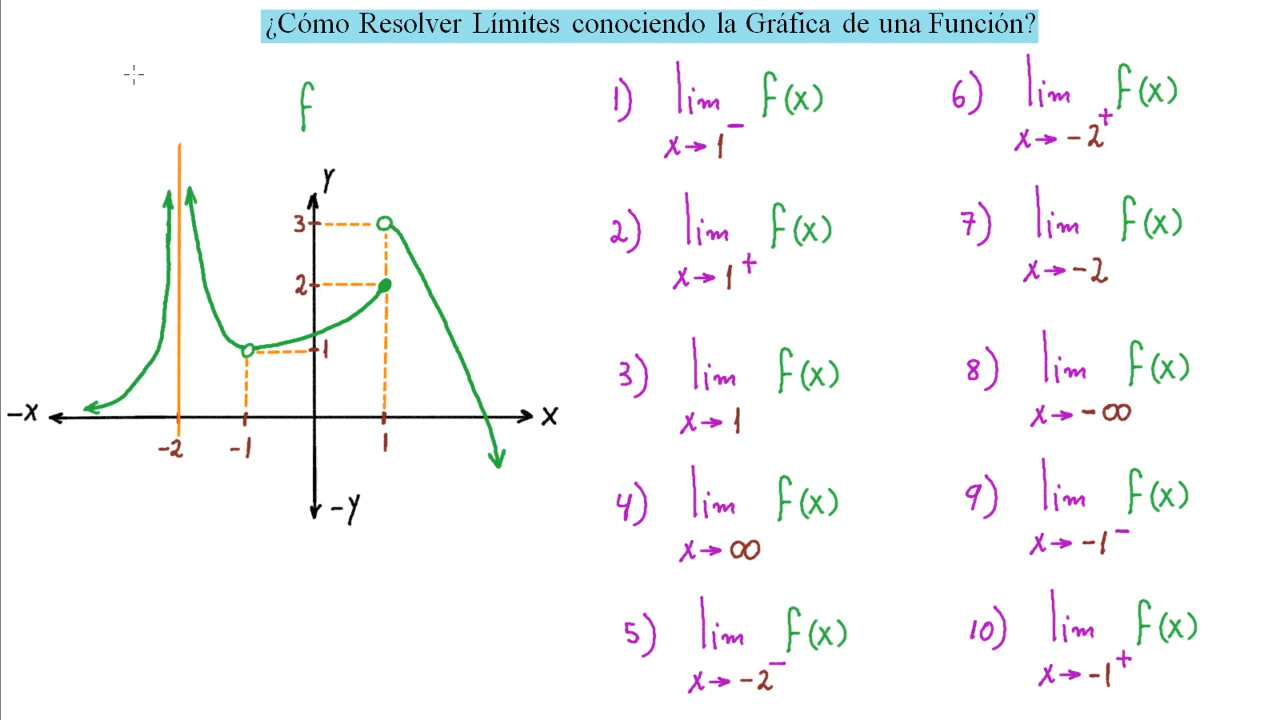 ¿Cómo Resolver Límites conociendo la Gráfica de una Función?
f
y
3
2
1
-x
x
-2
-1
1
-y
1) lim f(x)
x→1⁻
2) lim f(x)
x→1⁺
3) lim f(x)
x→1
4) lim f(x)
x→∞
5) lim f(x)
x→-2⁻
6) lim f(x)
x→-2⁺
7) lim f(x)
x→-2
8) lim f(x)
x→-∞
9) lim f(x)
x→-1⁻
10) lim f(x)
x→-1⁺